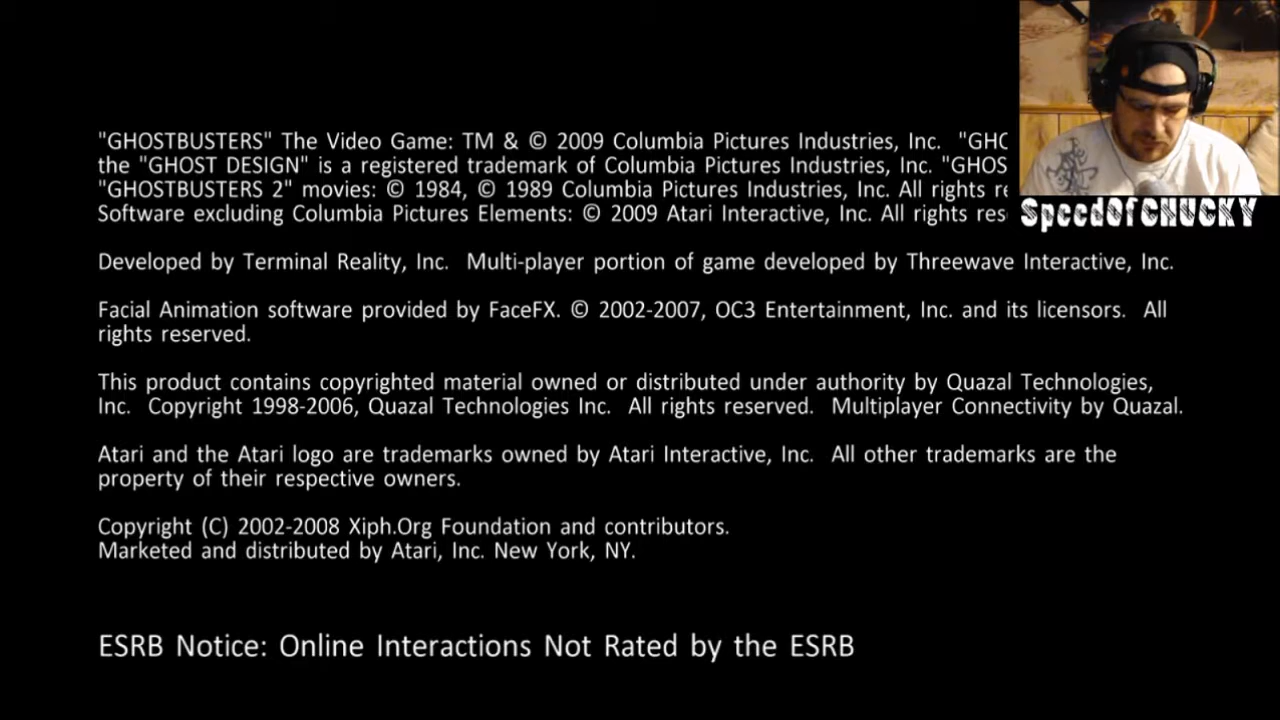 "GHOSTBUSTERS" The Video Game: TM & © 2009 Columbia Pictures Industries, Inc. "GHO
the "GHOST DESIGN" is a registered trademark of Columbia Pictures Industries, Inc. "GHOS
"GHOSTBUSTERS 2" movies: © 1984, © 1989 Columbia Pictures Industries, Inc. All rights re
Software excluding Columbia Pictures Elements: © 2009 Atari Interactive, Inc. All rights res
SpeedOfCHUCKY
Developed by Terminal Reality, Inc. Multi-player portion of game developed by Threewave Interactive, Inc.
Facial Animation software provided by FaceFX. © 2002-2007, OC3 Entertainment, Inc. and its licensors. All
rights reserved.
This product contains copyrighted material owned or distributed under authority by Quazal Technologies,
Inc. Copyright 1998-2006, Quazal Technologies Inc. All rights reserved. Multiplayer Connectivity by Quazal.
Atari and the Atari logo are trademarks owned by Atari Interactive, Inc. All other trademarks are the
property of their respective owners.
Copyright (C) 2002-2008 Xiph.Org Foundation and contributors.
Marketed and distributed by Atari, Inc. New York, NY.
ESRB Notice: Online Interactions Not Rated by the ESRB